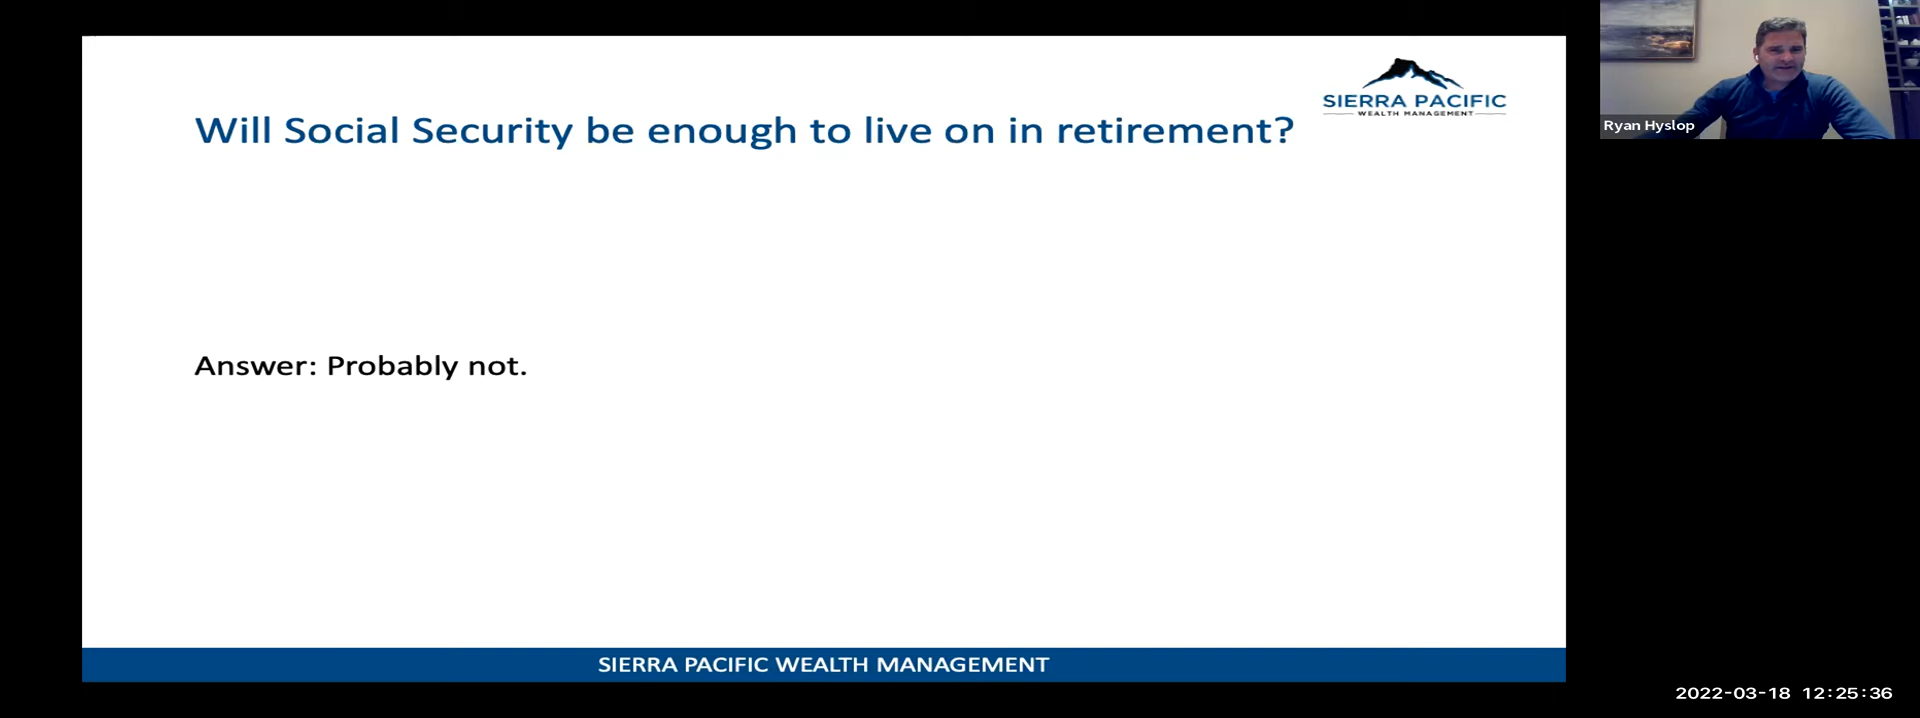 Will Social Security be enough to live on in retirement?
SIERRA PACIFIC
WEALTH MANAGEMENT
Ryan Hyslop
Answer: Probably not.
SIERRA PACIFIC WEALTH MANAGEMENT
2022-03-18 12:25:36